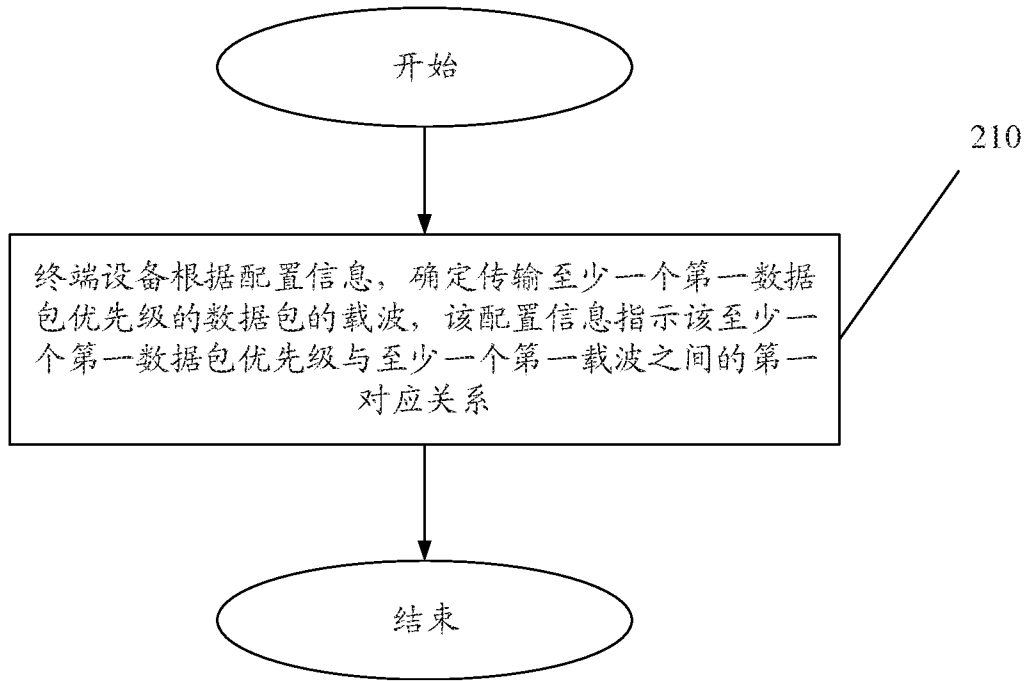 开始
210
终端设备根据配置信息，确定传输至少一个第一数据
包优先级的数据包的载波，该配置信息指示该至少一
个第一数据包优先级与至少一个第一载波之间的第一
对应关系
结束